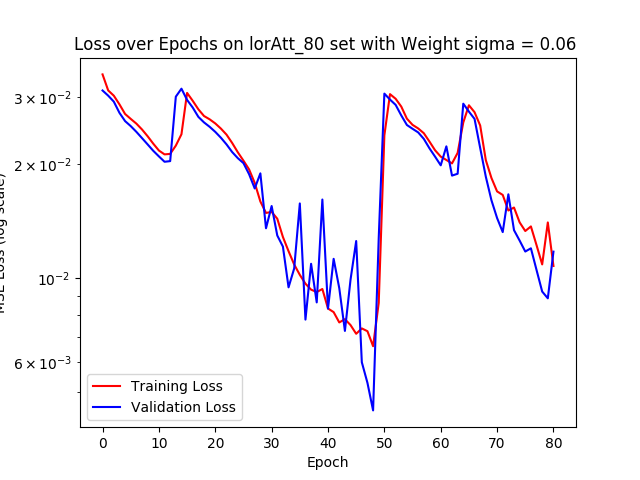 Loss over Epochs on lorAtt_80 set with Weight sigma = 0.06
MSE Loss (log scale)
3 × 10⁻²
2 × 10⁻²
10⁻²
6 × 10⁻³
Training Loss
Validation Loss
0 10 20 30 40 50 60 70 80
Epoch